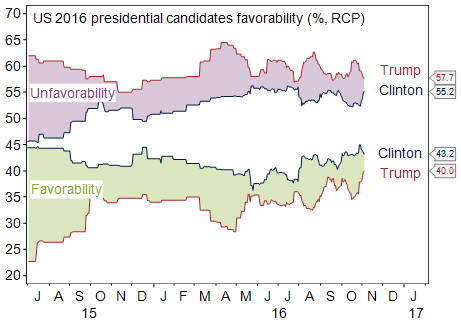 US 2016 presidential candidates favorability (%, RCP)
70
65
60
55
50
45
40
35
30
25
20
Unfavorability
Favorability
Trump
57.7
Clinton
55.2
Clinton
43.2
Trump
40.0
J A S O N D J F M A M J J A S O N D J
15 16 17